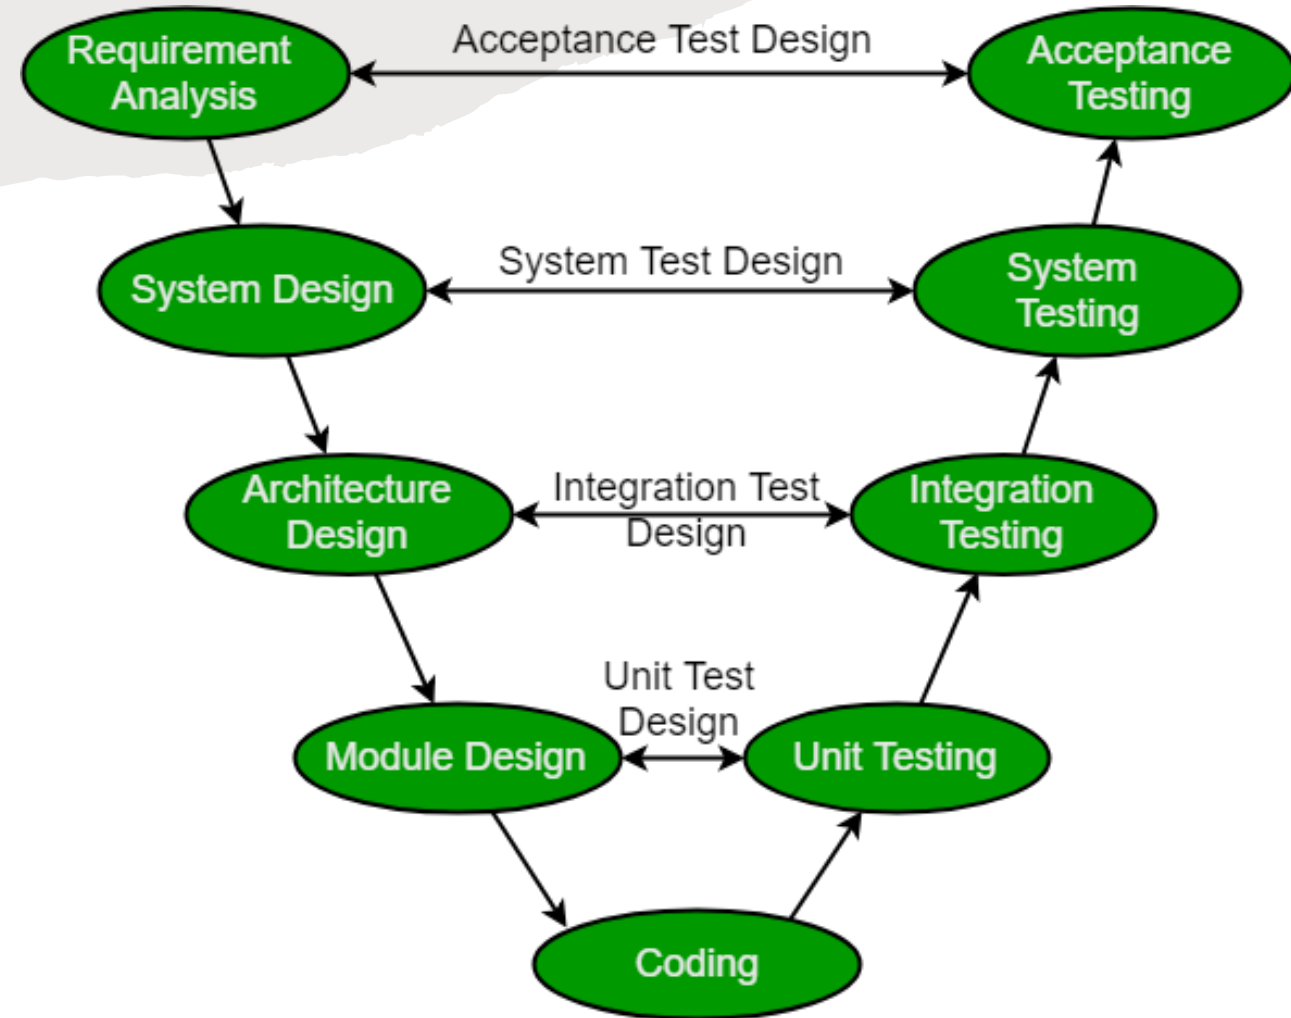 Requirement
Analysis
Acceptance Test Design
Acceptance
Testing
System Design
System Test Design
System
Testing
Architecture
Design
Integration Test
Design
Integration
Testing
Module Design
Unit Test
Design
Unit Testing
Coding